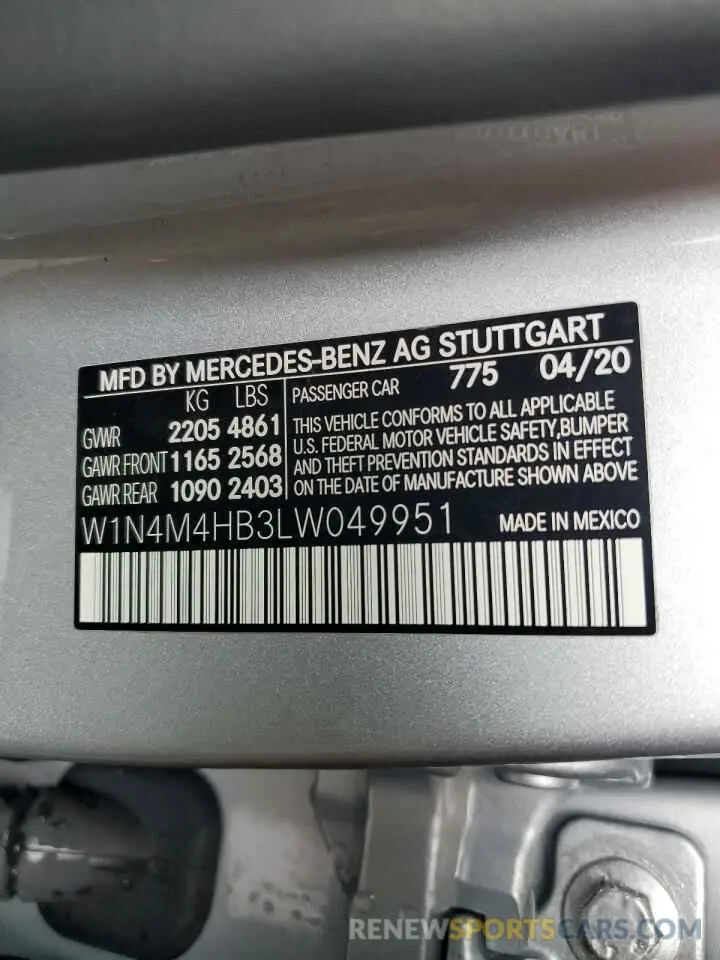 MFD BY MERCEDES-BENZ AG STUTTGART
KG LBS
GVWR 2205 4861
GAWR FRONT 1165 2568
GAWR REAR 1090 2403
PASSENGER CAR 775 04/20
THIS VEHICLE CONFORMS TO ALL APPLICABLE
U.S. FEDERAL MOTOR VEHICLE SAFETY,BUMPER
AND THEFT PREVENTION STANDARDS IN EFFECT
ON THE DATE OF MANUFACTURE SHOWN ABOVE
W1N4M4HB3LW049951 MADE IN MEXICO
RENEWSPORTSCARS.COM